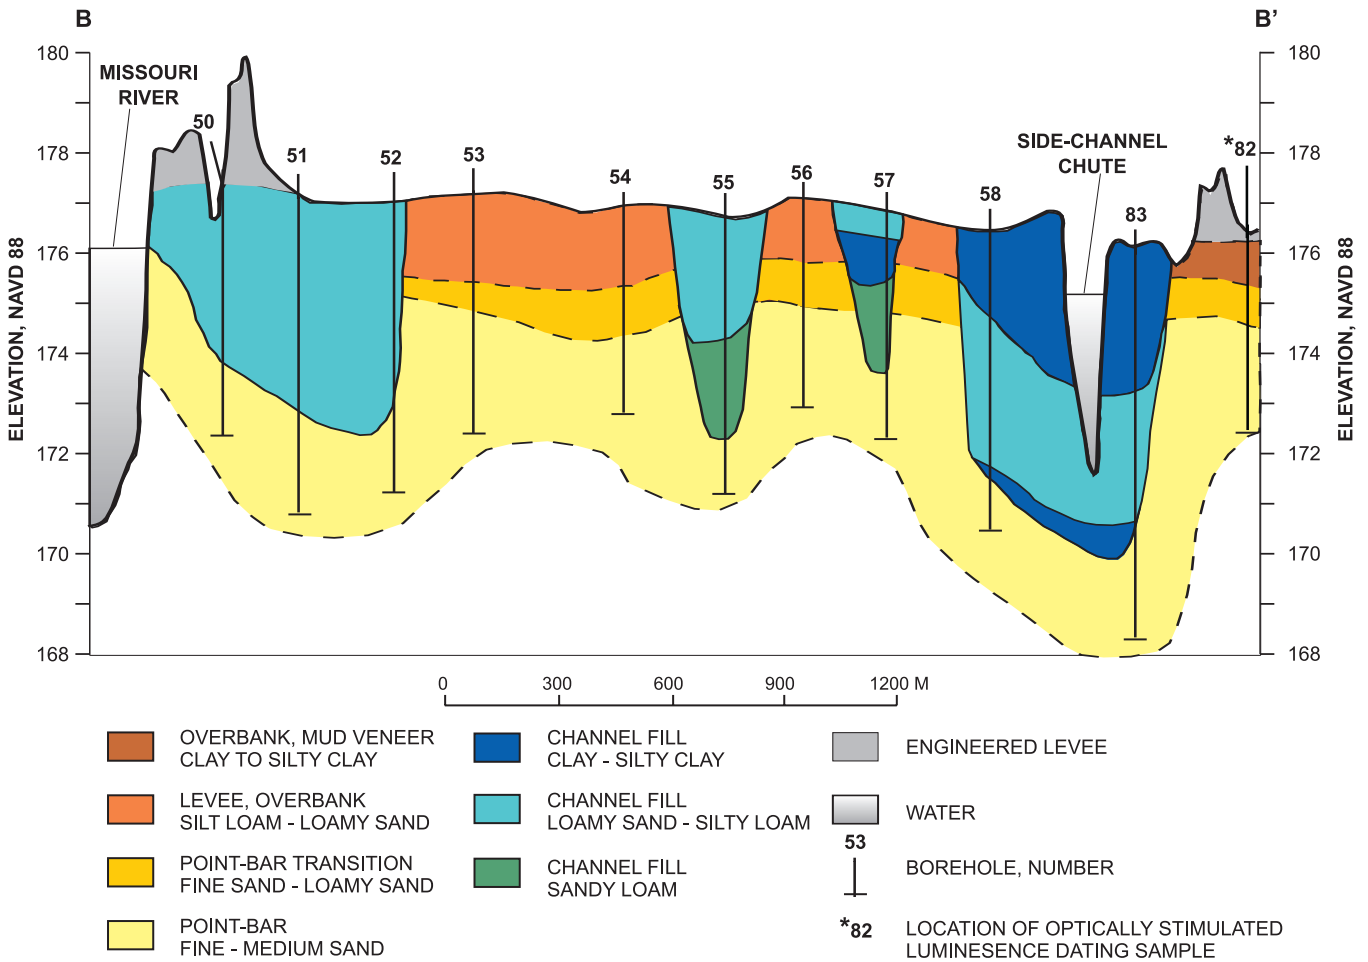 B
B'
180
178
176
174
172
170
168
ELEVATION, NAVD 88
MISSOURI
RIVER
50
51
52
53
54
55
56
57
58
SIDE-CHANNEL
CHUTE
83
*82
180
178
176
174
172
170
168
ELEVATION, NAVD 88
0 300 600 900 1200 M
OVERBANK, MUD VENEER
CLAY TO SILTY CLAY
LEVEE, OVERBANK
SILT LOAM - LOAMY SAND
POINT-BAR TRANSITION
FINE SAND - LOAMY SAND
POINT-BAR
FINE - MEDIUM SAND
CHANNEL FILL
CLAY - SILTY CLAY
CHANNEL FILL
LOAMY SAND - SILTY LOAM
CHANNEL FILL
SANDY LOAM
ENGINEERED LEVEE
WATER
53
BOREHOLE, NUMBER
*82
LOCATION OF OPTICALLY STIMULATED
LUMINESENCE DATING SAMPLE